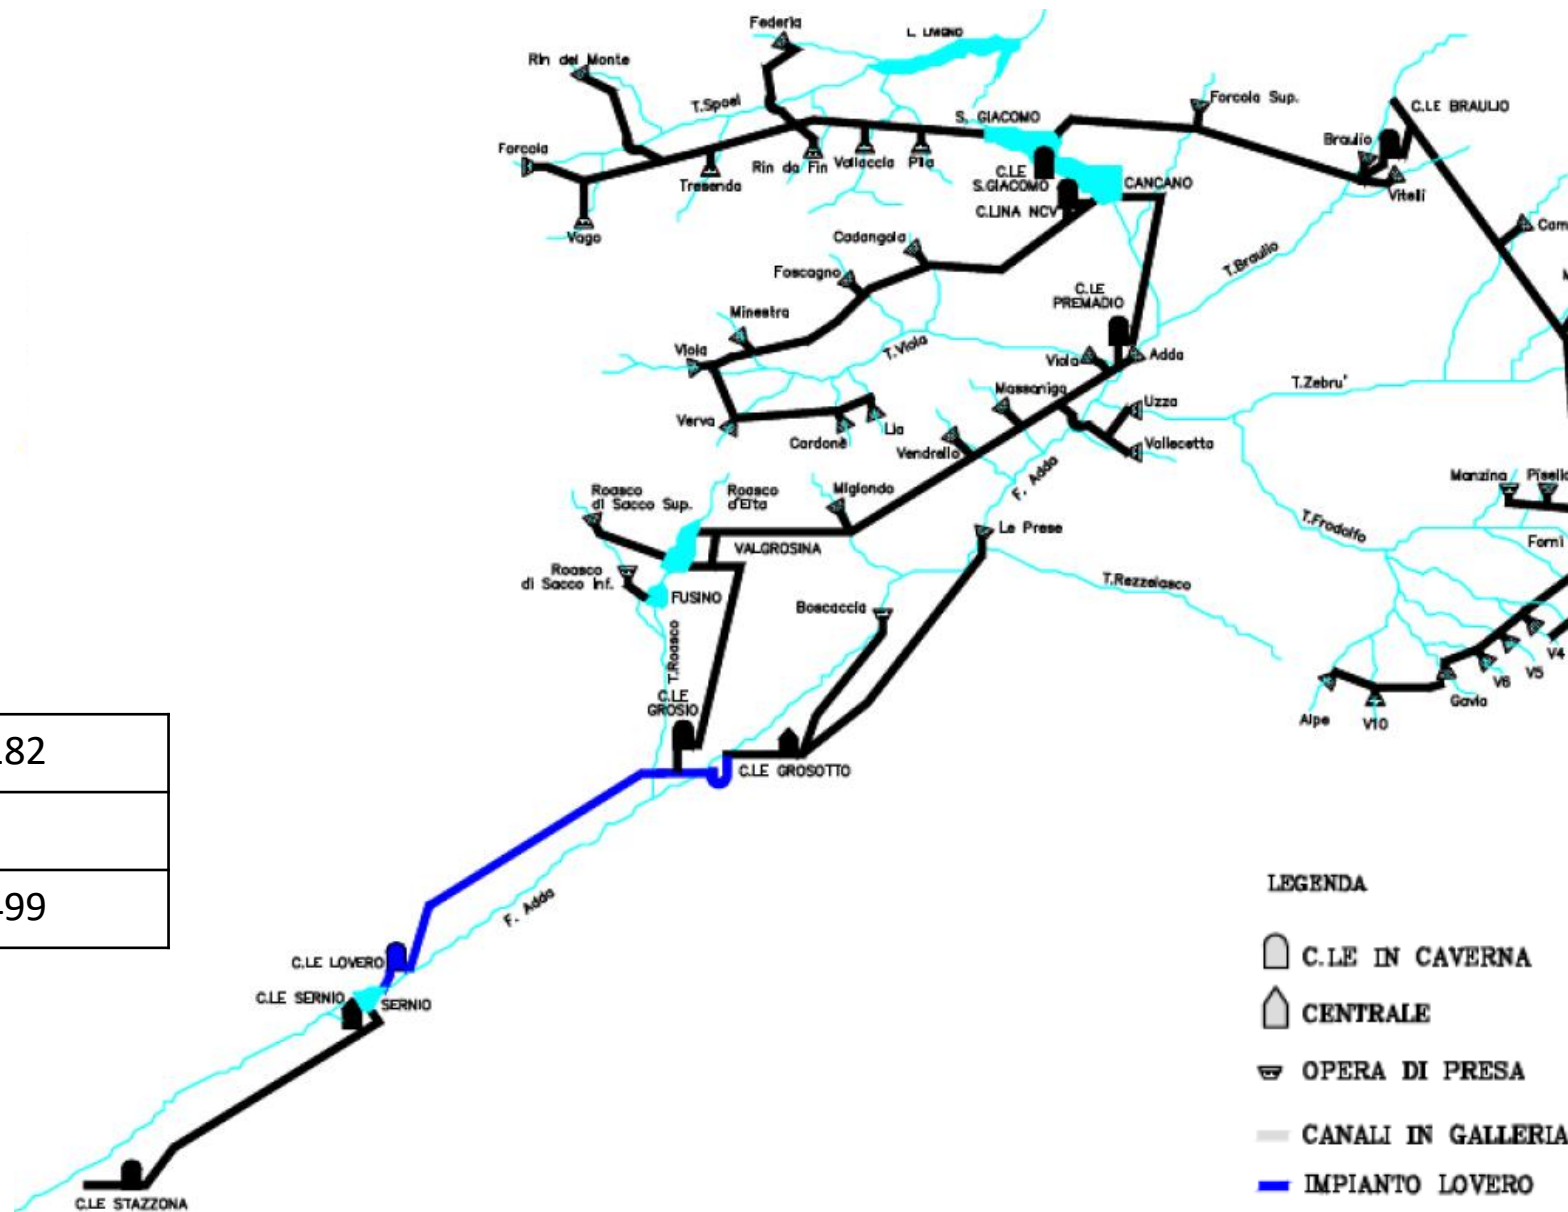 Federia
L. LIVIGNO
Rin del Monte
T.Spoel
Forcola Sup.
C.LE BRAULIO
S. GIACOMO
Braulio
Forcola
Tresenda
Rin da Fin
Vallaccia
Pila
C.LE
S.GIACOMO
CANCANO
Vitelli
C.LINA NCV
Vago
Cadangola
T.Braulio
Foscagno
C.LE
PREMADIO
Minestra
Viola
T.Viola
Viola
Adda
T.Zebru'
Massaniga
Uzza
Verva
Cardonè
Lia
Vendrello
Vallecetta
F. Adda
Manzina
Roasco
di Sacco Sup.
Roasco
d'Eita
Migiondo
T.Frodolfo
Le Prese
VALGROSINA
Forni
Roasco
di Sacco Inf.
FUSINO
T.Rezzalasco
Boscaccia
T.Roasco
V4
V5
V6
C.LE
GROSIO
Gavia
Alpe
V10
C.LE GROSOTTO
82
99
LEGENDA
F. Adda
C.LE IN CAVERNA
C.LE LOVERO
C.LE SERNIO
SERNIO
CENTRALE
OPERA DI PRESA
CANALI IN GALLERIA
IMPIANTO LOVERO
C.LE STAZZONA